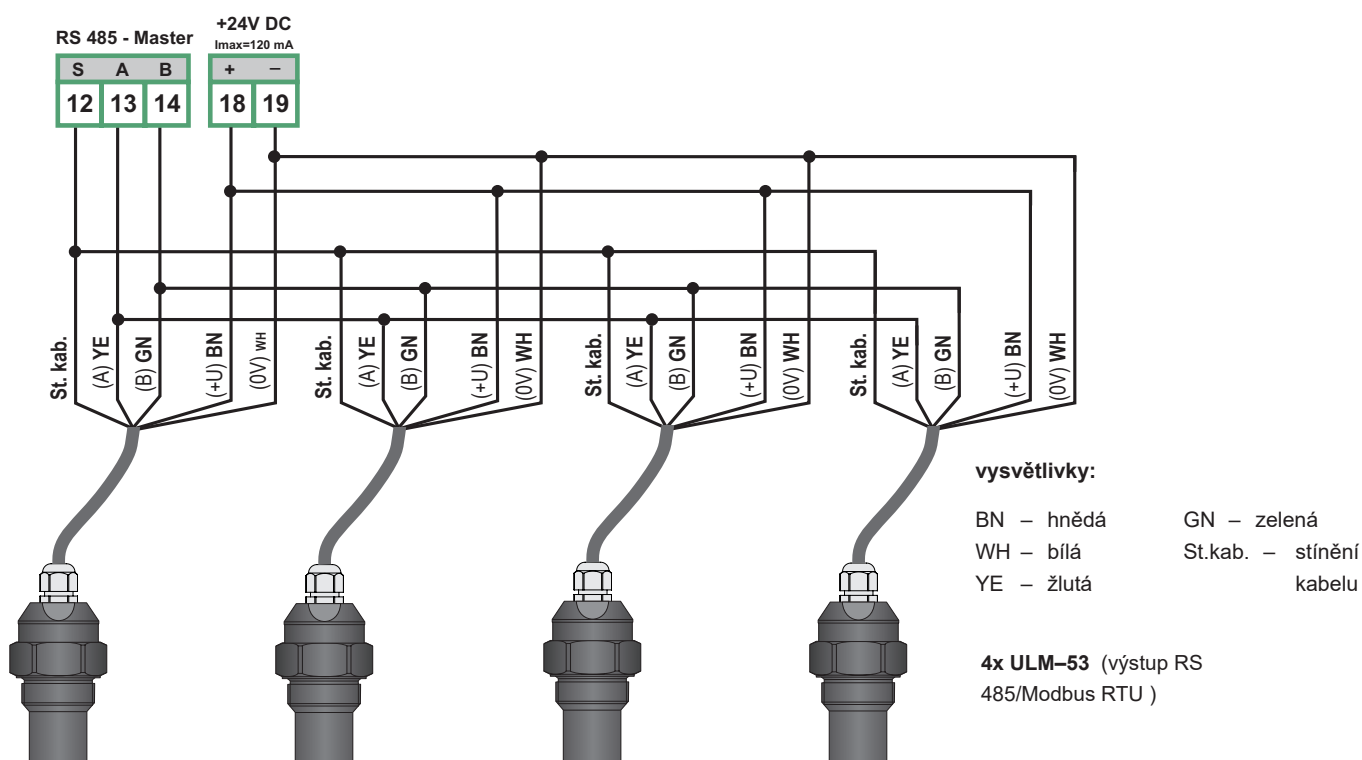 +24V DC
RS 485 - Master
Imax=120 mA
S A B
+ –
12 13 14
18 19
St. kab.
(A) YE
(B) GN
(+U) BN
(0V) WH
St. kab.
(A) YE
(B) GN
(+U) BN
(0V) WH
St. kab.
(A) YE
(B) GN
(+U) BN
(0V) WH
St. kab.
(A) YE
(B) GN
(+U) BN
(0V) WH
vysvětlivky:
BN – hnědá GN – zelená
WH – bílá St.kab. – stínění
YE – žlutá kabelu
4x ULM–53 (výstup RS
485/Modbus RTU )